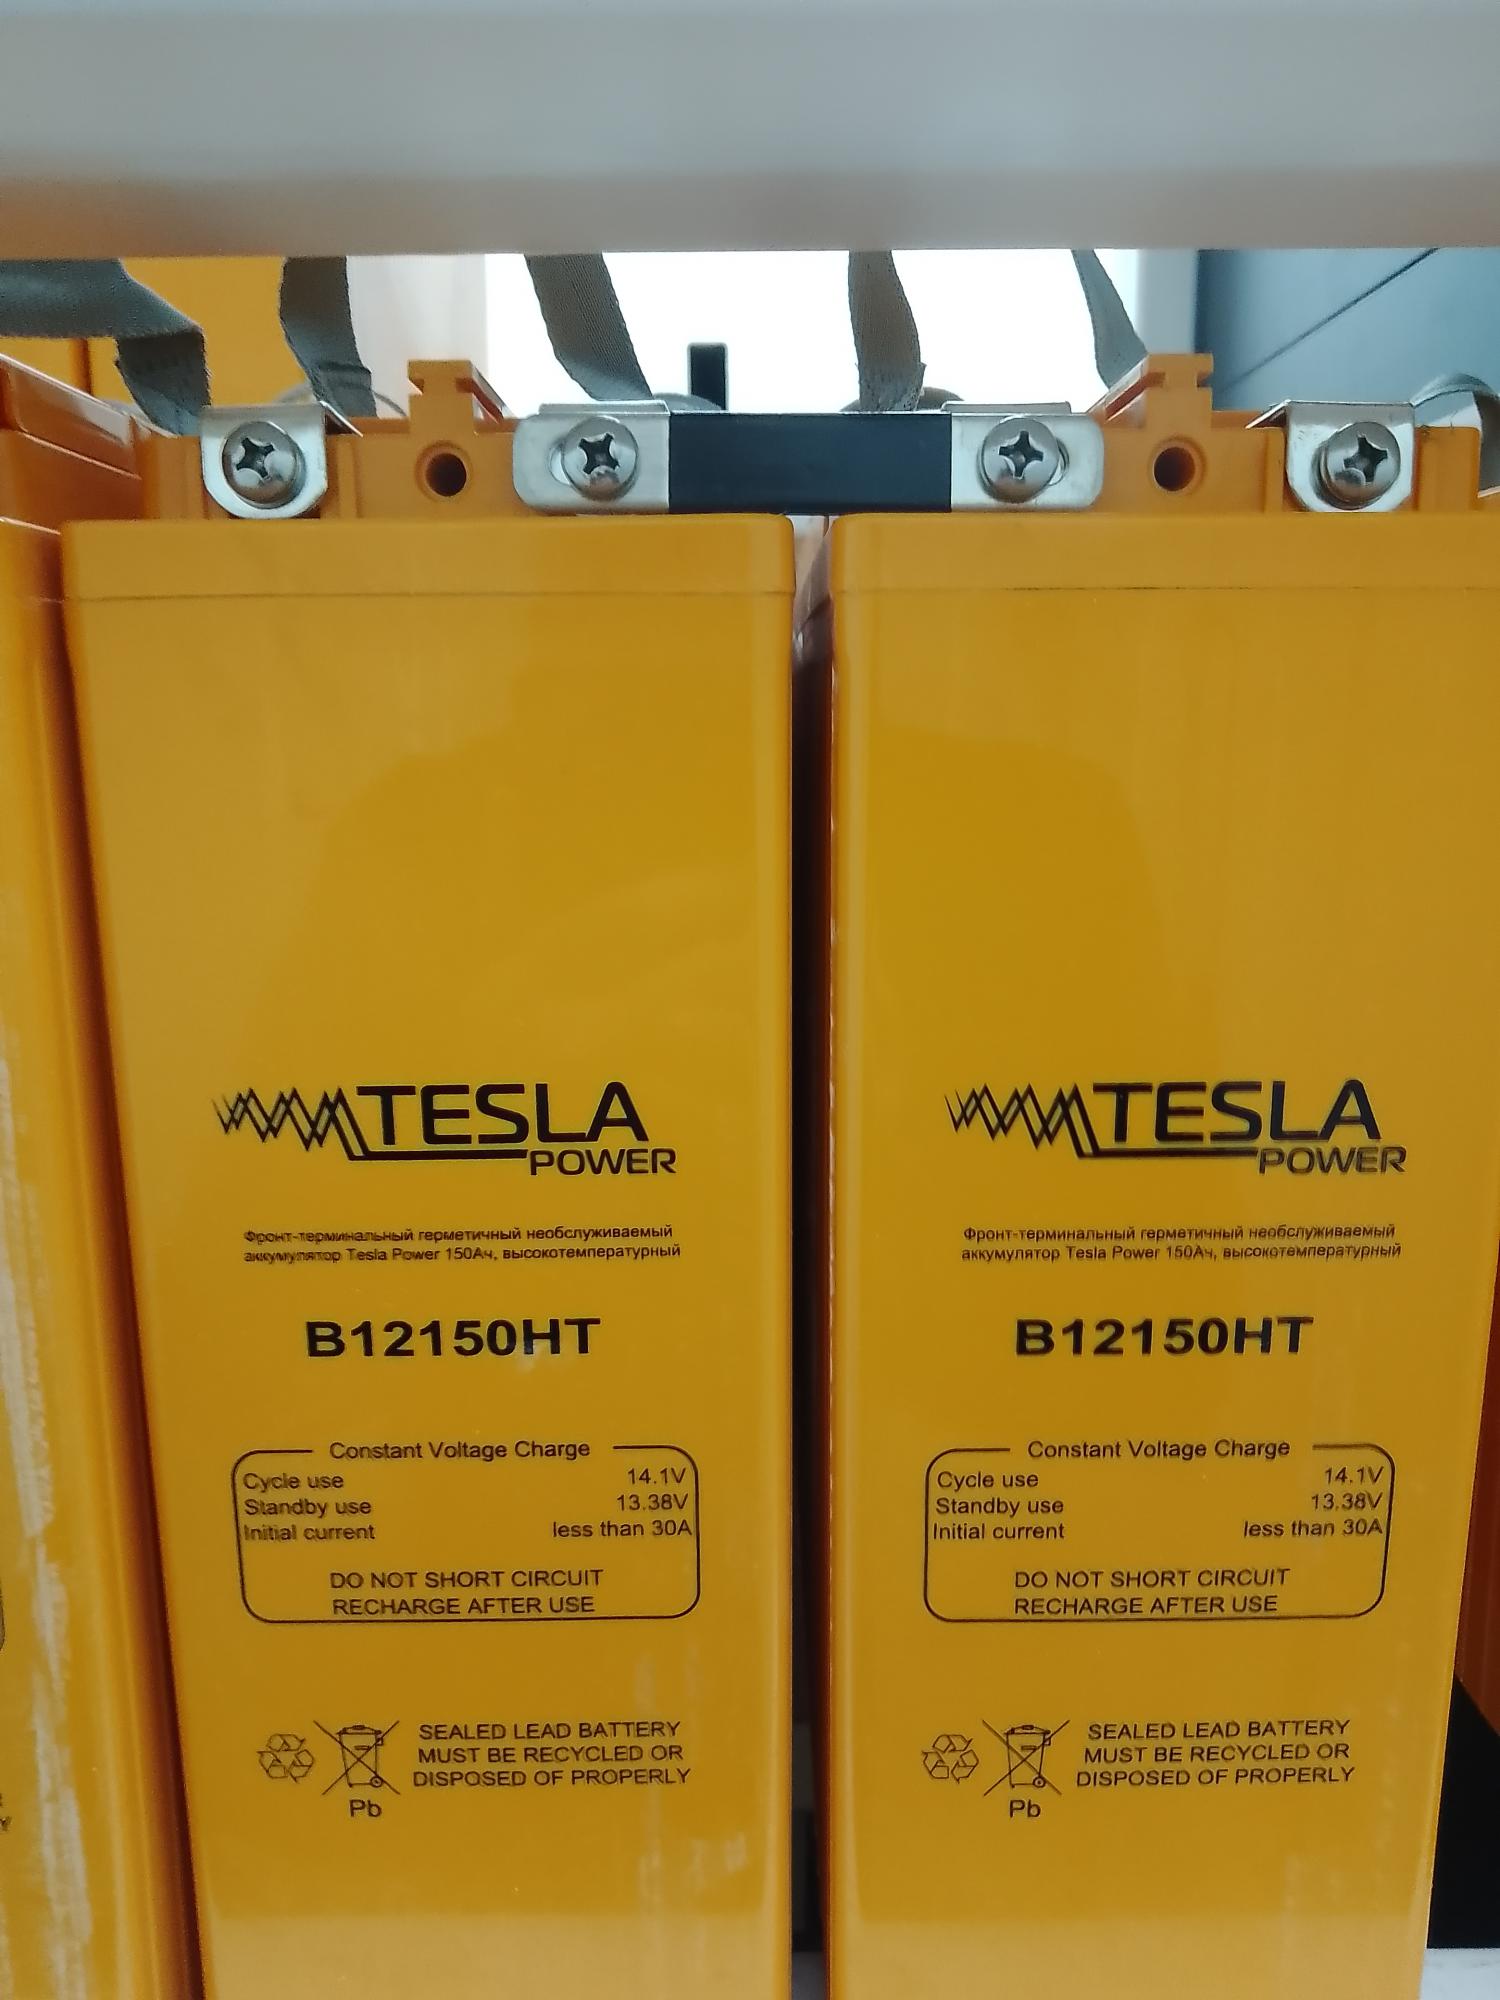 TESLA
POWER
Фронт-терминальный герметичный необслуживаемый
аккумулятор Tesla Power 150Ач, высокотемпературный
B12150HT
Constant Voltage Charge
Cycle use 14.1V
Standby use 13.38V
Initial current less than 30A
DO NOT SHORT CIRCUIT
RECHARGE AFTER USE
SEALED LEAD BATTERY
MUST BE RECYCLED OR
DISPOSED OF PROPERLY
Pb
TESLA
POWER
Фронт-терминальный герметичный необслуживаемый
аккумулятор Tesla Power 150Ач, высокотемпературный
B12150HT
Constant Voltage Charge
Cycle use 14.1V
Standby use 13.38V
Initial current less than 30A
DO NOT SHORT CIRCUIT
RECHARGE AFTER USE
SEALED LEAD BATTERY
MUST BE RECYCLED OR
DISPOSED OF PROPERLY
Pb